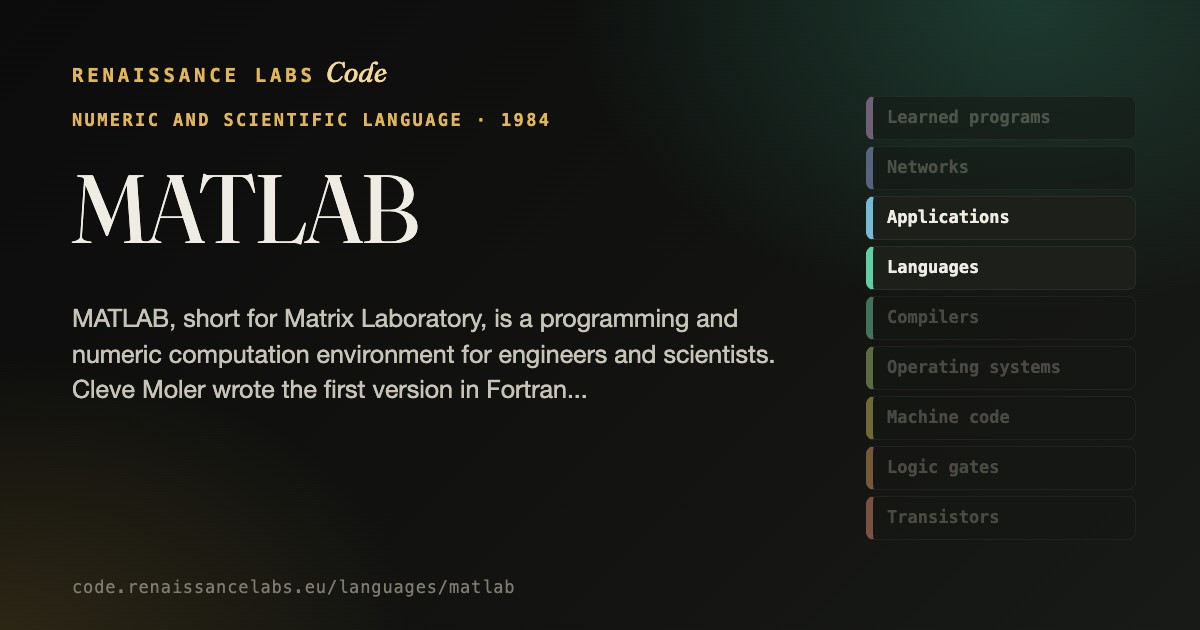 RENAISSANCE LABS Code
NUMERIC AND SCIENTIFIC LANGUAGE · 1984
MATLAB
MATLAB, short for Matrix Laboratory, is a programming and
numeric computation environment for engineers and scientists.
Cleve Moler wrote the first version in Fortran...
Learned programs
Networks
Applications
Languages
Compilers
Operating systems
Machine code
Logic gates
Transistors
code.renaissancelabs.eu/languages/matlab